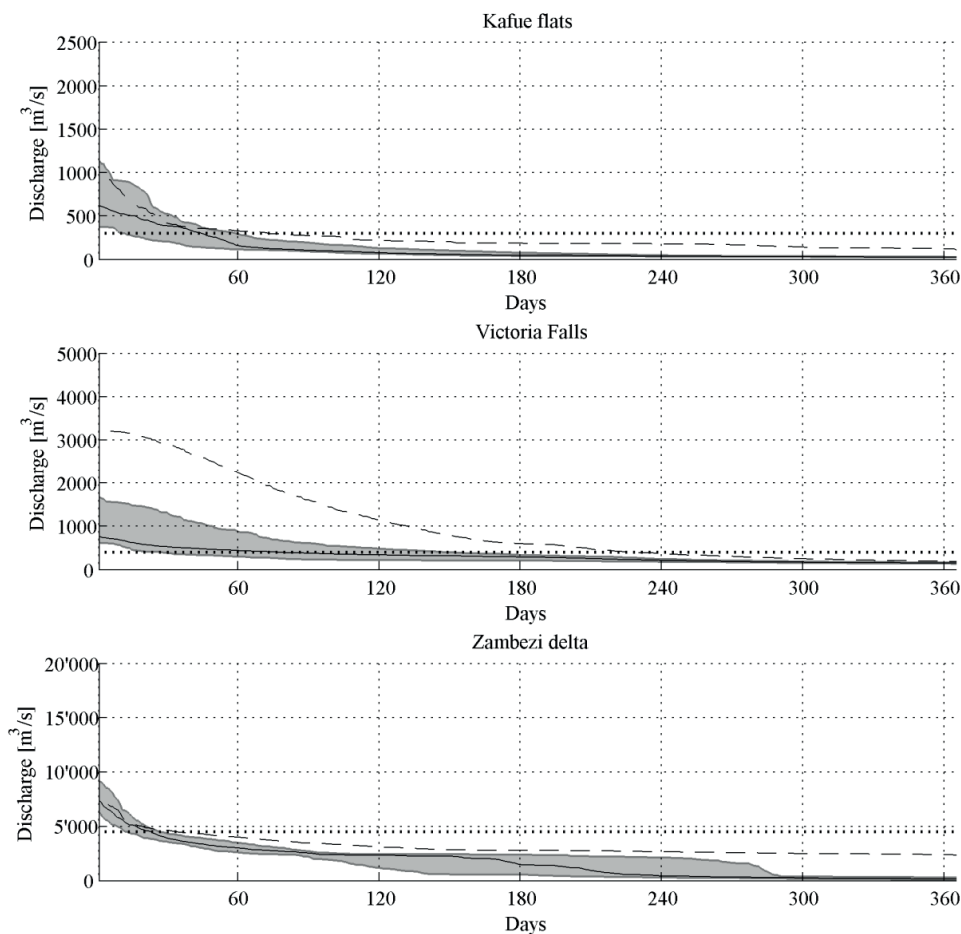 Kafue flats
2500
2000
1500
1000
500
0
Discharge [m³/s]
60 120 180 240 300 360
Days
Victoria Falls
5000
4000
3000
2000
1000
0
Discharge [m³/s]
60 120 180 240 300 360
Days
Zambezi delta
20'000
15'000
10'000
5'000
0
Discharge [m³/s]
60 120 180 240 300 360
Days